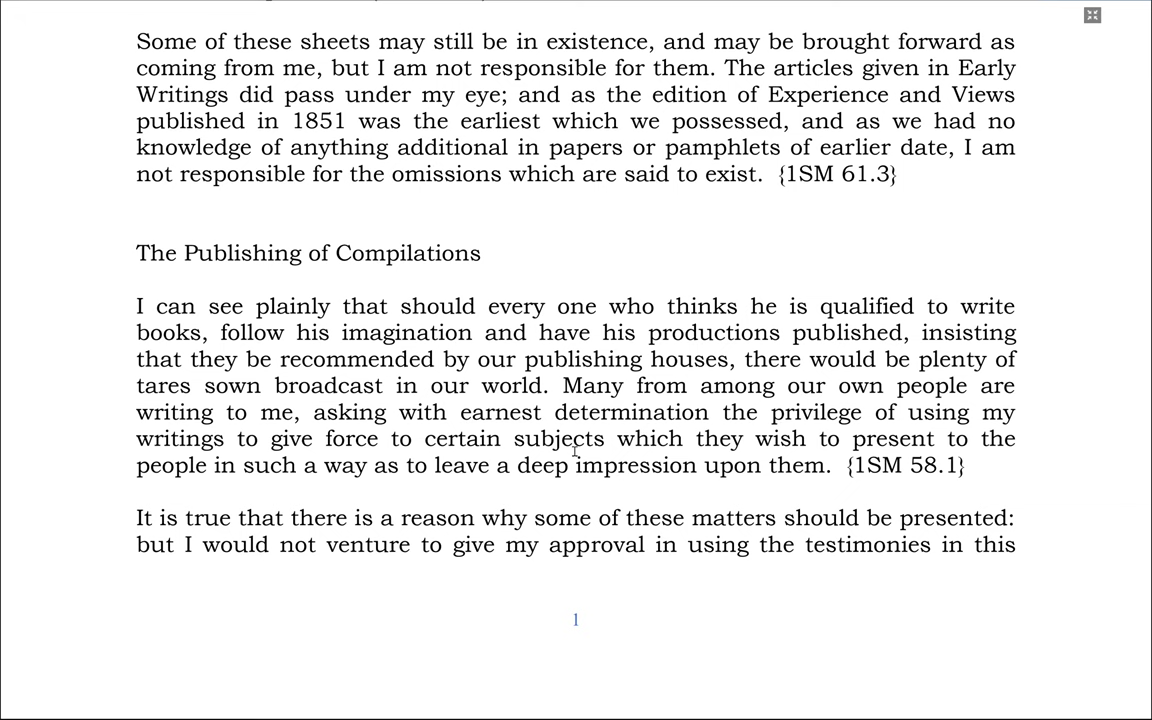 Some of these sheets may still be in existence, and may be brought forward as
coming from me, but I am not responsible for them. The articles given in Early
Writings did pass under my eye; and as the edition of Experience and Views
published in 1851 was the earliest which we possessed, and as we had no
knowledge of anything additional in papers or pamphlets of earlier date, I am
not responsible for the omissions which are said to exist. {1SM 61.3}
The Publishing of Compilations
I can see plainly that should every one who thinks he is qualified to write
books, follow his imagination and have his productions published, insisting
that they be recommended by our publishing houses, there would be plenty of
tares sown broadcast in our world. Many from among our own people are
writing to me, asking with earnest determination the privilege of using my
writings to give force to certain subjects which they wish to present to the
people in such a way as to leave a deep impression upon them. {1SM 58.1}
It is true that there is a reason why some of these matters should be presented:
but I would not venture to give my approval in using the testimonies in this
1